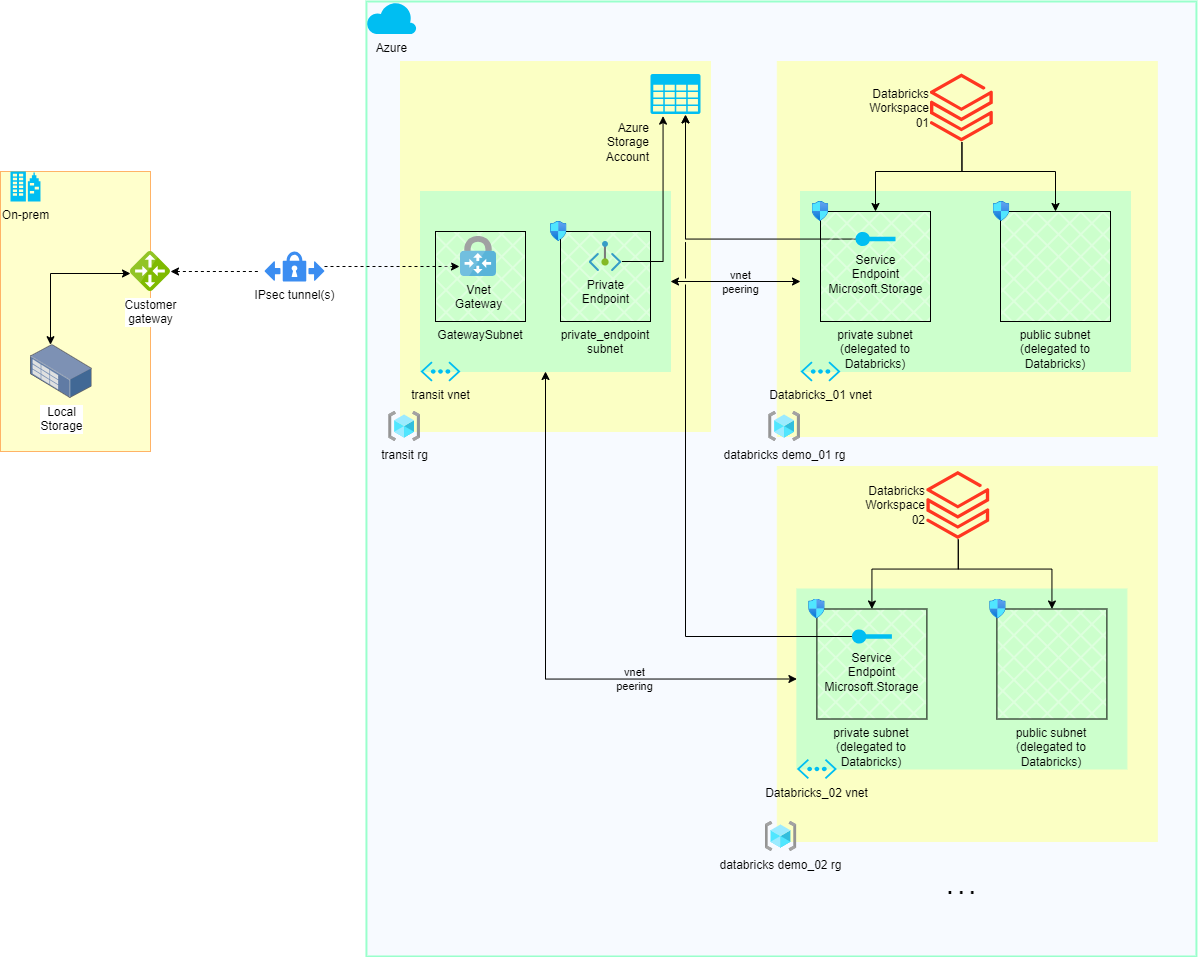 Azure
Azure
Storage
Account
Databricks
Workspace
01
On-prem
Customer
gateway
Local
Storage
IPsec tunnel(s)
Vnet
Gateway
GatewaySubnet
Private
Endpoint
private_endpoint
subnet
transit vnet
transit rg
vnet
peering
Service
Endpoint
Microsoft.Storage
private subnet
(delegated to
Databricks)
public subnet
(delegated to
Databricks)
Databricks_01 vnet
databricks demo_01 rg
Databricks
Workspace
02
vnet
peering
Service
Endpoint
Microsoft.Storage
private subnet
(delegated to
Databricks)
public subnet
(delegated to
Databricks)
Databricks_02 vnet
databricks demo_02 rg
...